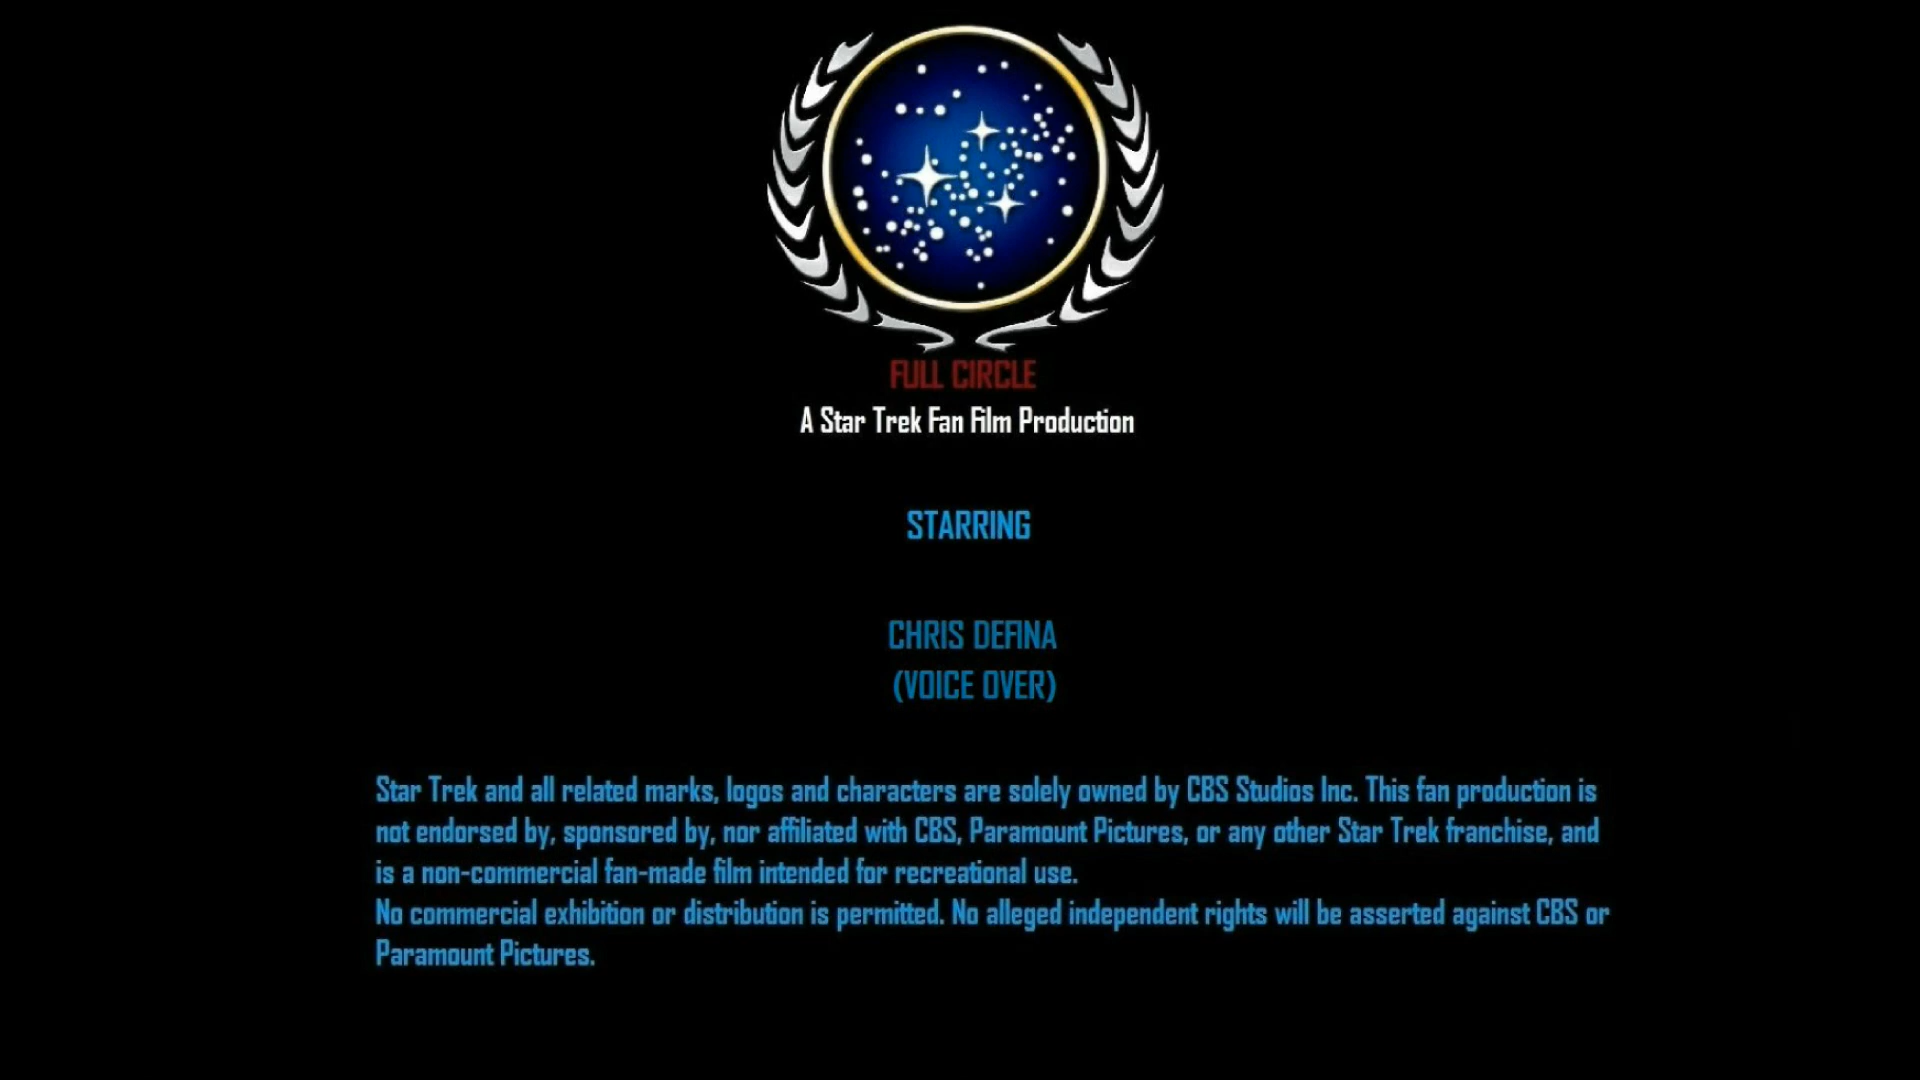 FULL CIRCLE
A Star Trek Fan Film Production
STARRING
CHRIS DEFINA
(VOICE OVER)
Star Trek and all related marks, logos and characters are solely owned by CBS Studios Inc. This fan production is
not endorsed by, sponsored by, nor affiliated with CBS, Paramount Pictures, or any other Star Trek franchise, and
is a non-commercial fan-made film intended for recreational use.
No commercial exhibition or distribution is permitted. No alleged independent rights will be asserted against CBS or
Paramount Pictures.